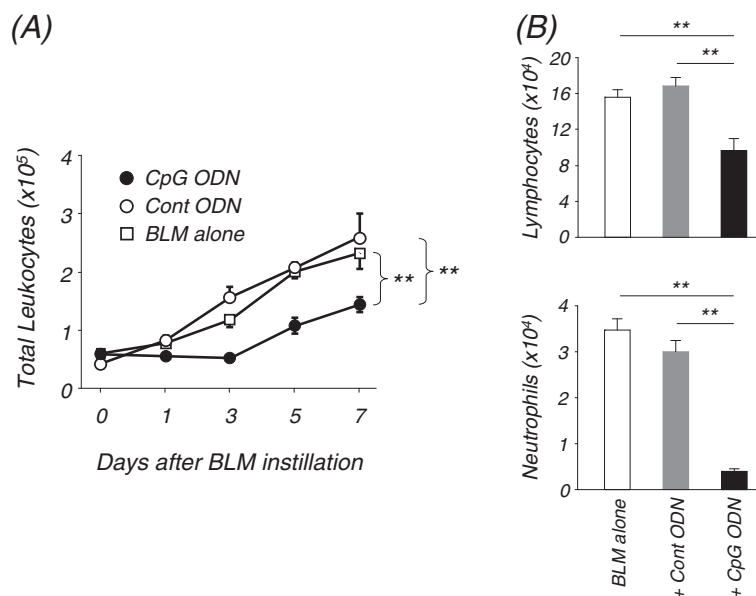 (A)
Total Leukocytes (x10⁵)
4
3
2
1
0
CpG ODN
Cont ODN
BLM alone
**
**
0 1 3 5 7
Days after BLM instillation
(B)
**
**
Lymphocytes (x10⁴)
20
16
12
8
4
0
**
**
Neutrophils (x10⁴)
4
3
2
1
0
BLM alone
+ Cont ODN
+ CpG ODN